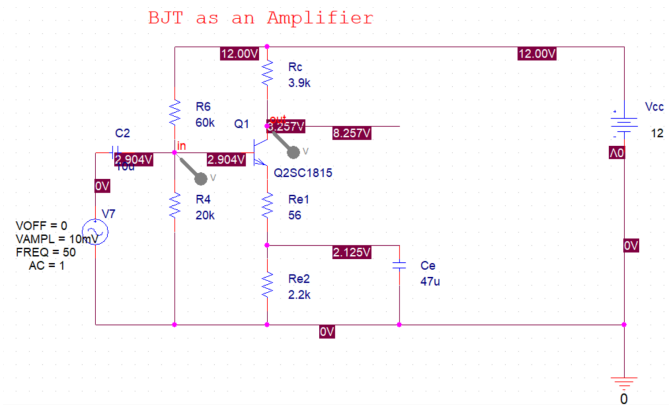 BJT as an Amplifier
12.00V
12.00V
Rc
3.9k
R6
60k
Q1
out
8.257V
Vcc
12
C2
in
2.904V
2.904V
0V
Q2SC1815
0V
V7
R4
20k
Re1
56
VOFF = 0
VAMPL = 10mV
FREQ = 50
AC = 1
2.125V
0V
Re2
2.2k
Ce
47u
0V
0
V
V